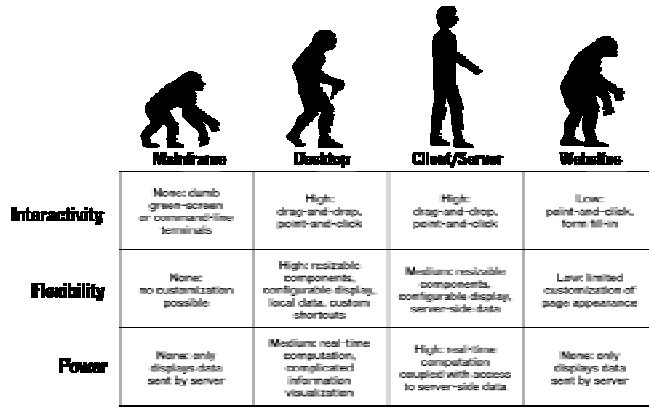 Mainframe Desktop Client/Server Websites
Interactivity
None: dumb
green-screen
or command-line
terminals
High:
drag-and-drop,
point-and-click
High:
drag-and-drop,
point-and-click
Low:
point-and-click,
form fill-in
Flexibility
None:
no customization
possible
High: resizable
components,
configurable display,
local data, custom
shortcuts
Medium: resizable
components,
configurable display,
server-side data
Low: limited
customization of
page appearance
Power
None: only
displays data
sent by server
Medium: real-time
computation,
complicated
information
visualization
High: real-time
computation
coupled with access
to server-side data
None: only
displays data
sent by server